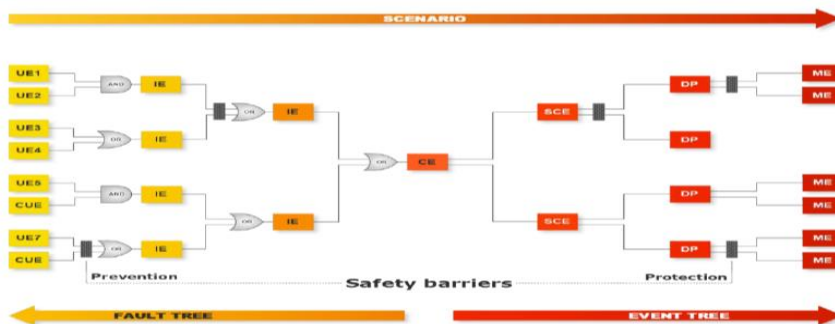 SCENARIO
UE1
UE2
AND
IE
UE3
UE4
OR
IE
OR
IE
UE5
CUE
AND
IE
UE7
CUE
OR
IE
OR
IE
OR
CE
SCE
DP
ME
ME
DP
SCE
DP
ME
ME
DP
ME
ME
Prevention
Safety barriers
Protection
FAULT TREE
EVENT TREE